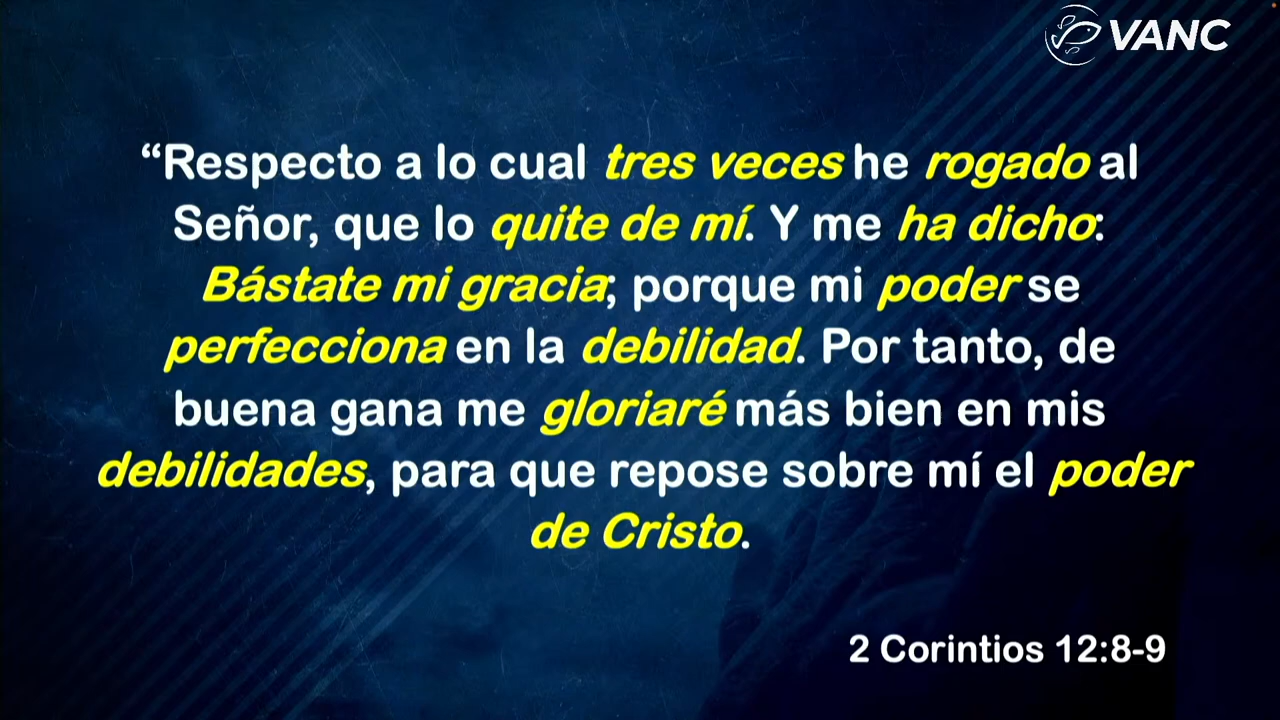 VANC
“Respecto a lo cual tres veces he rogado al
Señor, que lo quite de mí. Y me ha dicho:
Bástate mi gracia; porque mi poder se
perfecciona en la debilidad. Por tanto, de
buena gana me gloriaré más bien en mis
debilidades, para que repose sobre mí el poder
de Cristo.
2 Corintios 12:8-9